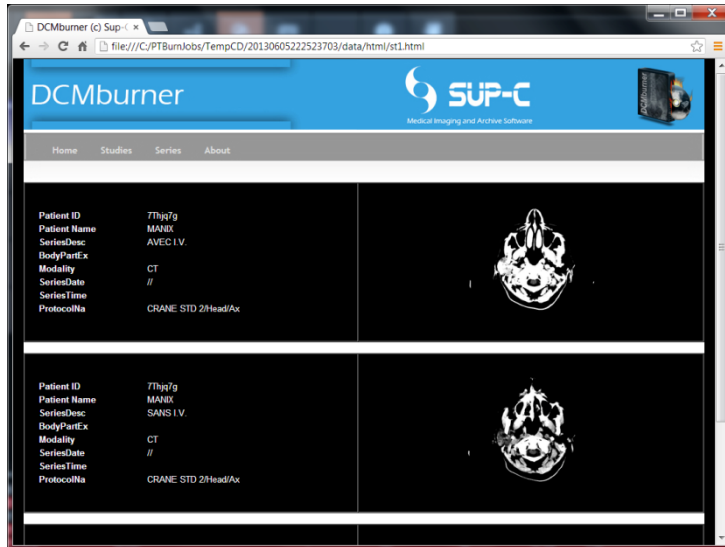 DCMburner (c) Sup-C
file:///C:/PTBurnJobs/TempCD/20130605222523703/data/html/st1.html
DCMburner
SUP-C
Medical Imaging and Archive Software
DCMburner
Home Studies Series About
Patient ID 7Thjq7g
Patient Name MANIX
SeriesDesc AVEC I.V.
BodyPartEx
Modality CT
SeriesDate //
SeriesTime
ProtocolNa CRANE STD 2/Head/Ax
Patient ID 7Thjq7g
Patient Name MANIX
SeriesDesc SANS I.V.
BodyPartEx
Modality CT
SeriesDate //
SeriesTime
ProtocolNa CRANE STD 2/Head/Ax